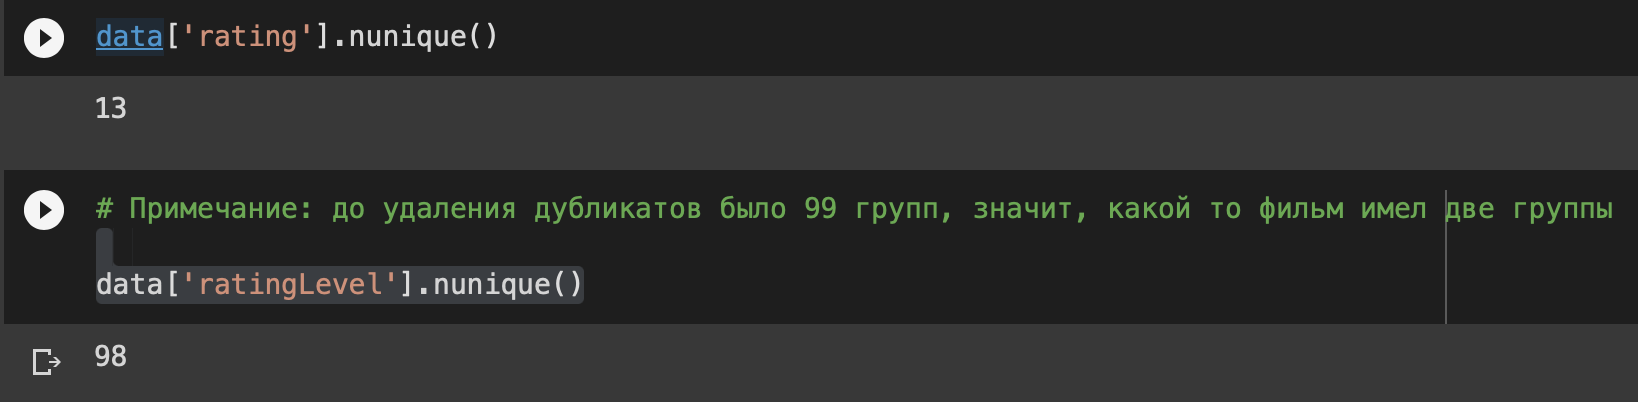 data['rating'].nunique()
13
# Примечание: до удаления дубликатов было 99 групп, значит, какой то фильм имел две группы
data['ratingLevel'].nunique()
98